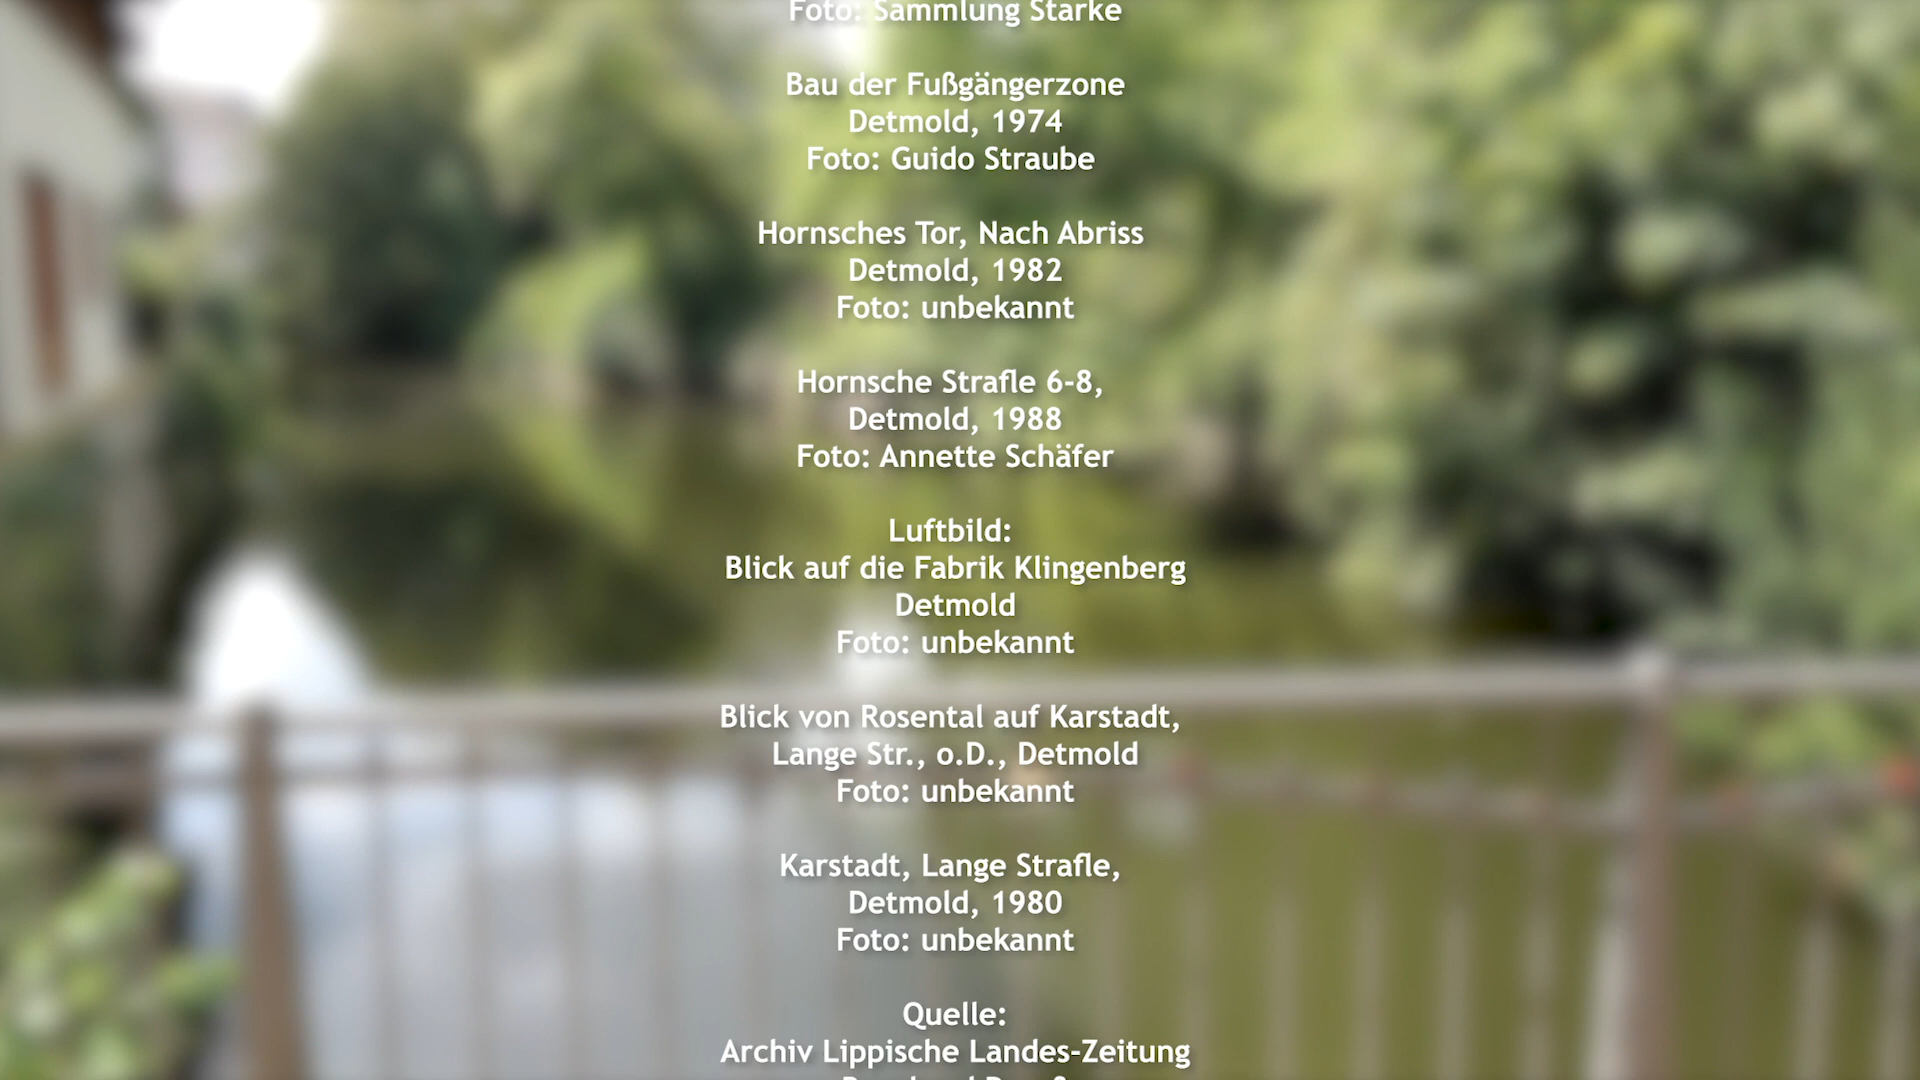 Foto: Sammlung Starke
Bau der Fußgängerzone
Detmold, 1974
Foto: Guido Straube
Hornsches Tor, Nach Abriss
Detmold, 1982
Foto: unbekannt
Hornsche Strafle 6-8,
Detmold, 1988
Foto: Annette Schäfer
Luftbild:
Blick auf die Fabrik Klingenberg
Detmold
Foto: unbekannt
Blick von Rosental auf Karstadt,
Lange Str., o.D., Detmold
Foto: unbekannt
Karstadt, Lange Strafle,
Detmold, 1980
Foto: unbekannt
Quelle:
Archiv Lippische Landes-Zeitung